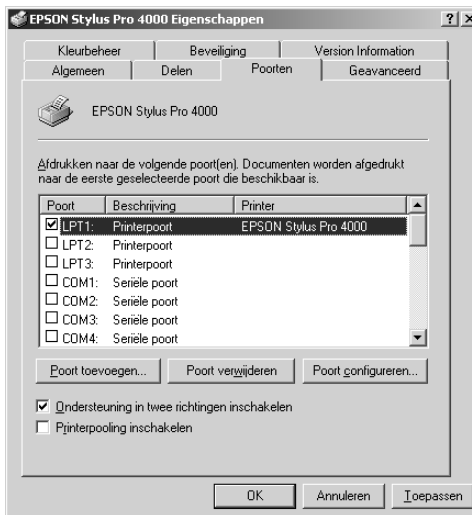 EPSON Stylus Pro 4000 Eigenschappen
Kleurbeheer Beveiliging Version Information
Algemeen Delen Poorten Geavanceerd
EPSON Stylus Pro 4000
Afdrukken naar de volgende poort(en). Documenten worden afgedrukt
naar de eerste geselecteerde poort die beschikbaar is.
Poort Beschrijving Printer
LPT1: Printerpoort EPSON Stylus Pro 4000
LPT2: Printerpoort
LPT3: Printerpoort
COM1: Seriële poort
COM2: Seriële poort
COM3: Seriële poort
COM4: Seriële poort
Poort toevoegen... Poort verwijderen Poort configureren...
Ondersteuning in twee richtingen inschakelen
Printerpooling inschakelen
OK Annuleren Toepassen